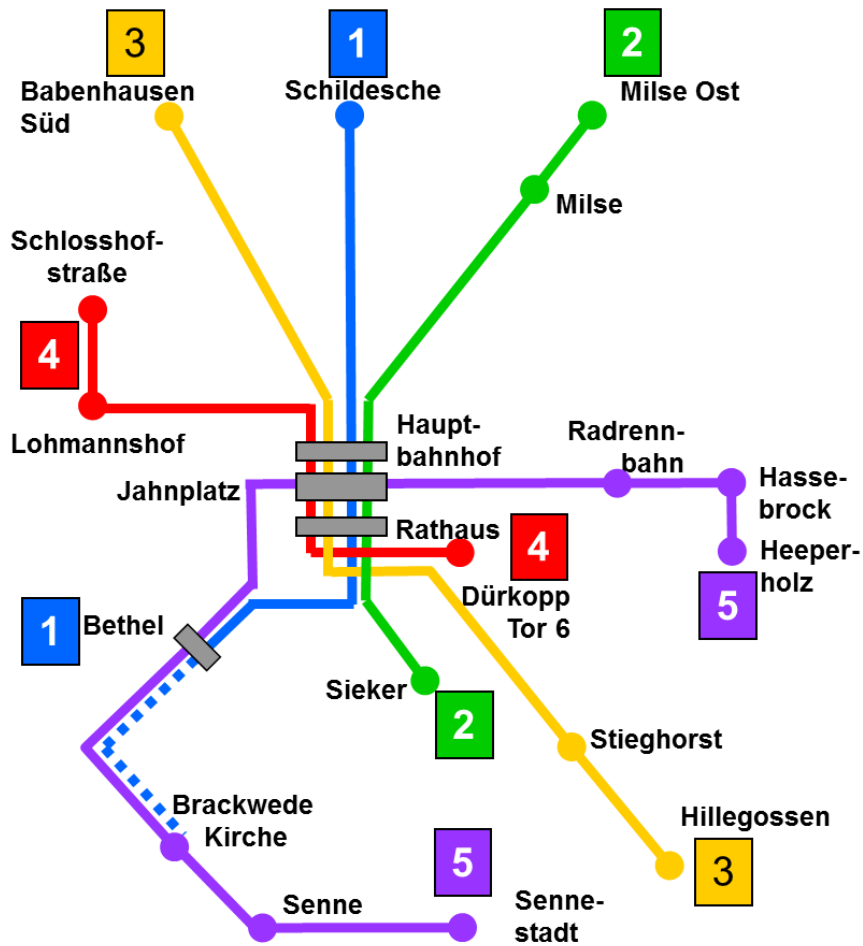 3
1
2
Babenhausen
Süd
Schildesche
Milse Ost
Milse
Schlosshof-
straße
4
Lohmannshof
Haupt-
bahnhof
Radrenn-
bahn
Jahnplatz
Hasse-
brock
Rathaus
4
Heeper-
holz
5
Dürkopp
Tor 6
1
Bethel
Sieker
2
Stieghorst
Brackwede
Kirche
Hillegossen
3
5
Senne
Senne-
stadt